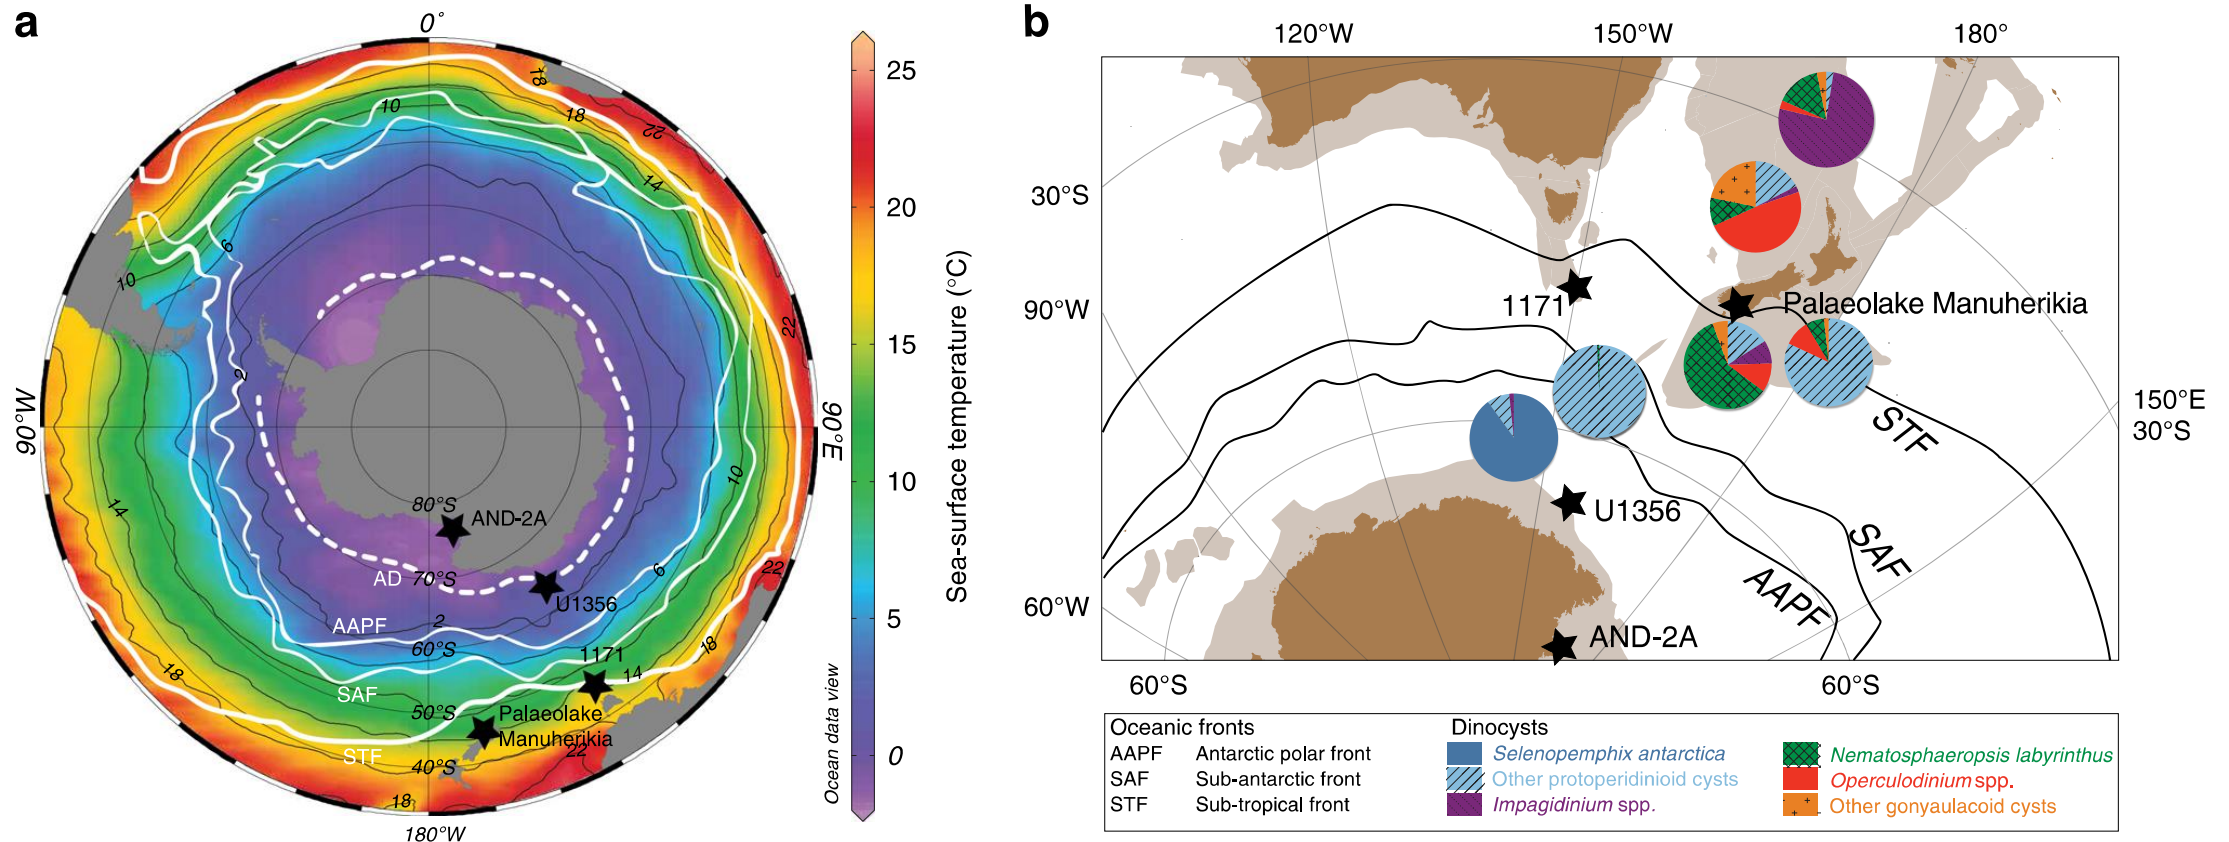 a
0°
18
10
18
22
14
6
10
2
22
14
10
90°W
90°E
80°S
AND-2A
AD
70°S
U1356
6
22
AAPF
2
60°S
1171
14
18
18
SAF
50°S
Palaeolake
Manuherikia
22
STF
40°S
18
180°W
Ocean data view
25
20
15
10
5
0
Sea-surface temperature (°C)
b
120°W
150°W
180°
30°S
90°W
60°W
1171
Palaeolake Manuherikia
150°E
30°S
STF
SAF
AAPF
U1356
AND-2A
60°S
60°S
Oceanic fronts
AAPF Antarctic polar front
SAF Sub-antarctic front
STF Sub-tropical front
Dinocysts
Selenopemphix antarctica
Other protoperidinioid cysts
Impagidinium spp.
Nematosphaeropsis labyrinthus
Operculodinium spp.
Other gonyaulacoid cysts